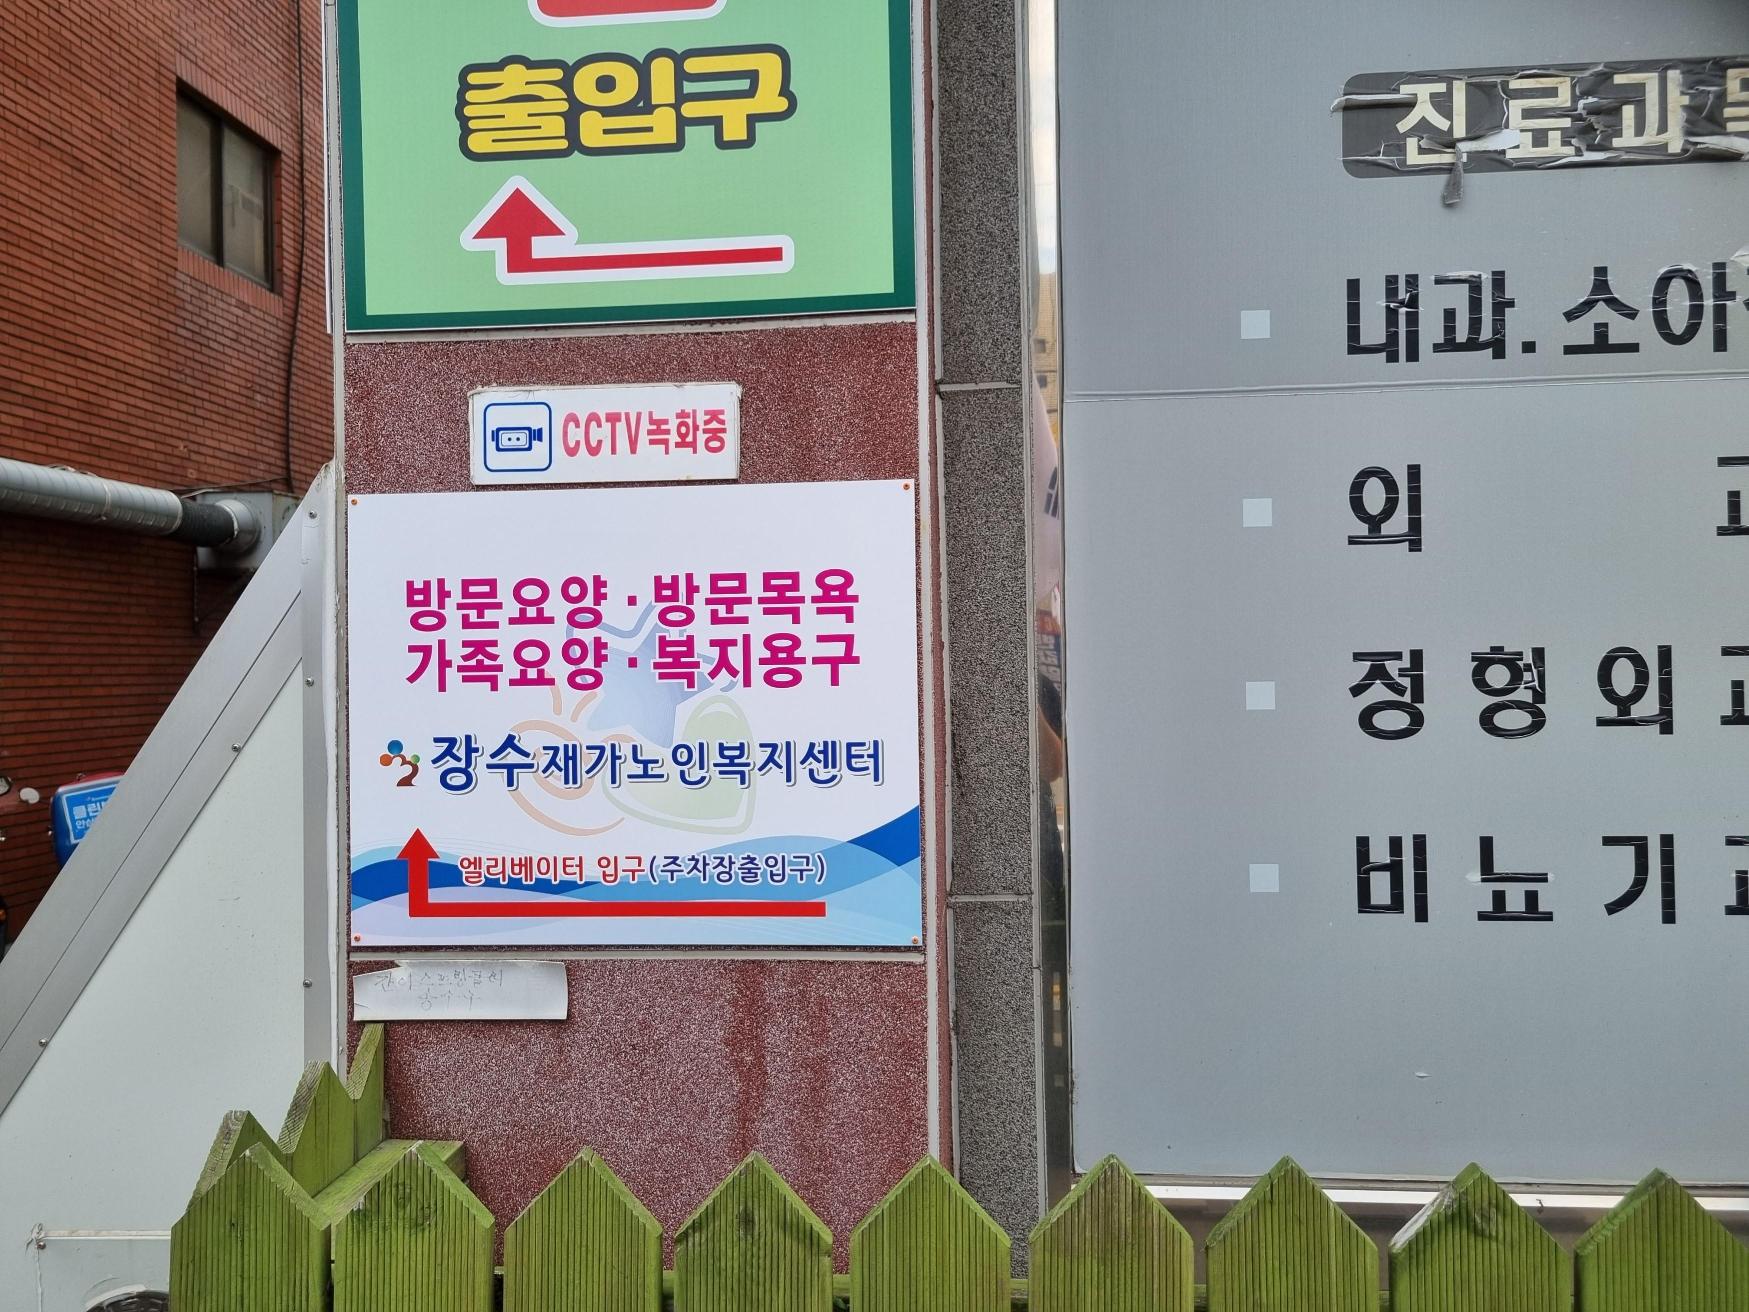 출입구
CCTV녹화중
방문요양·방문목욕
가족요양·복지용구
장수재가노인복지센터
엘리베이터 입구(주차장출입구)
진료과
내과.소아
외
정형외
비뇨기